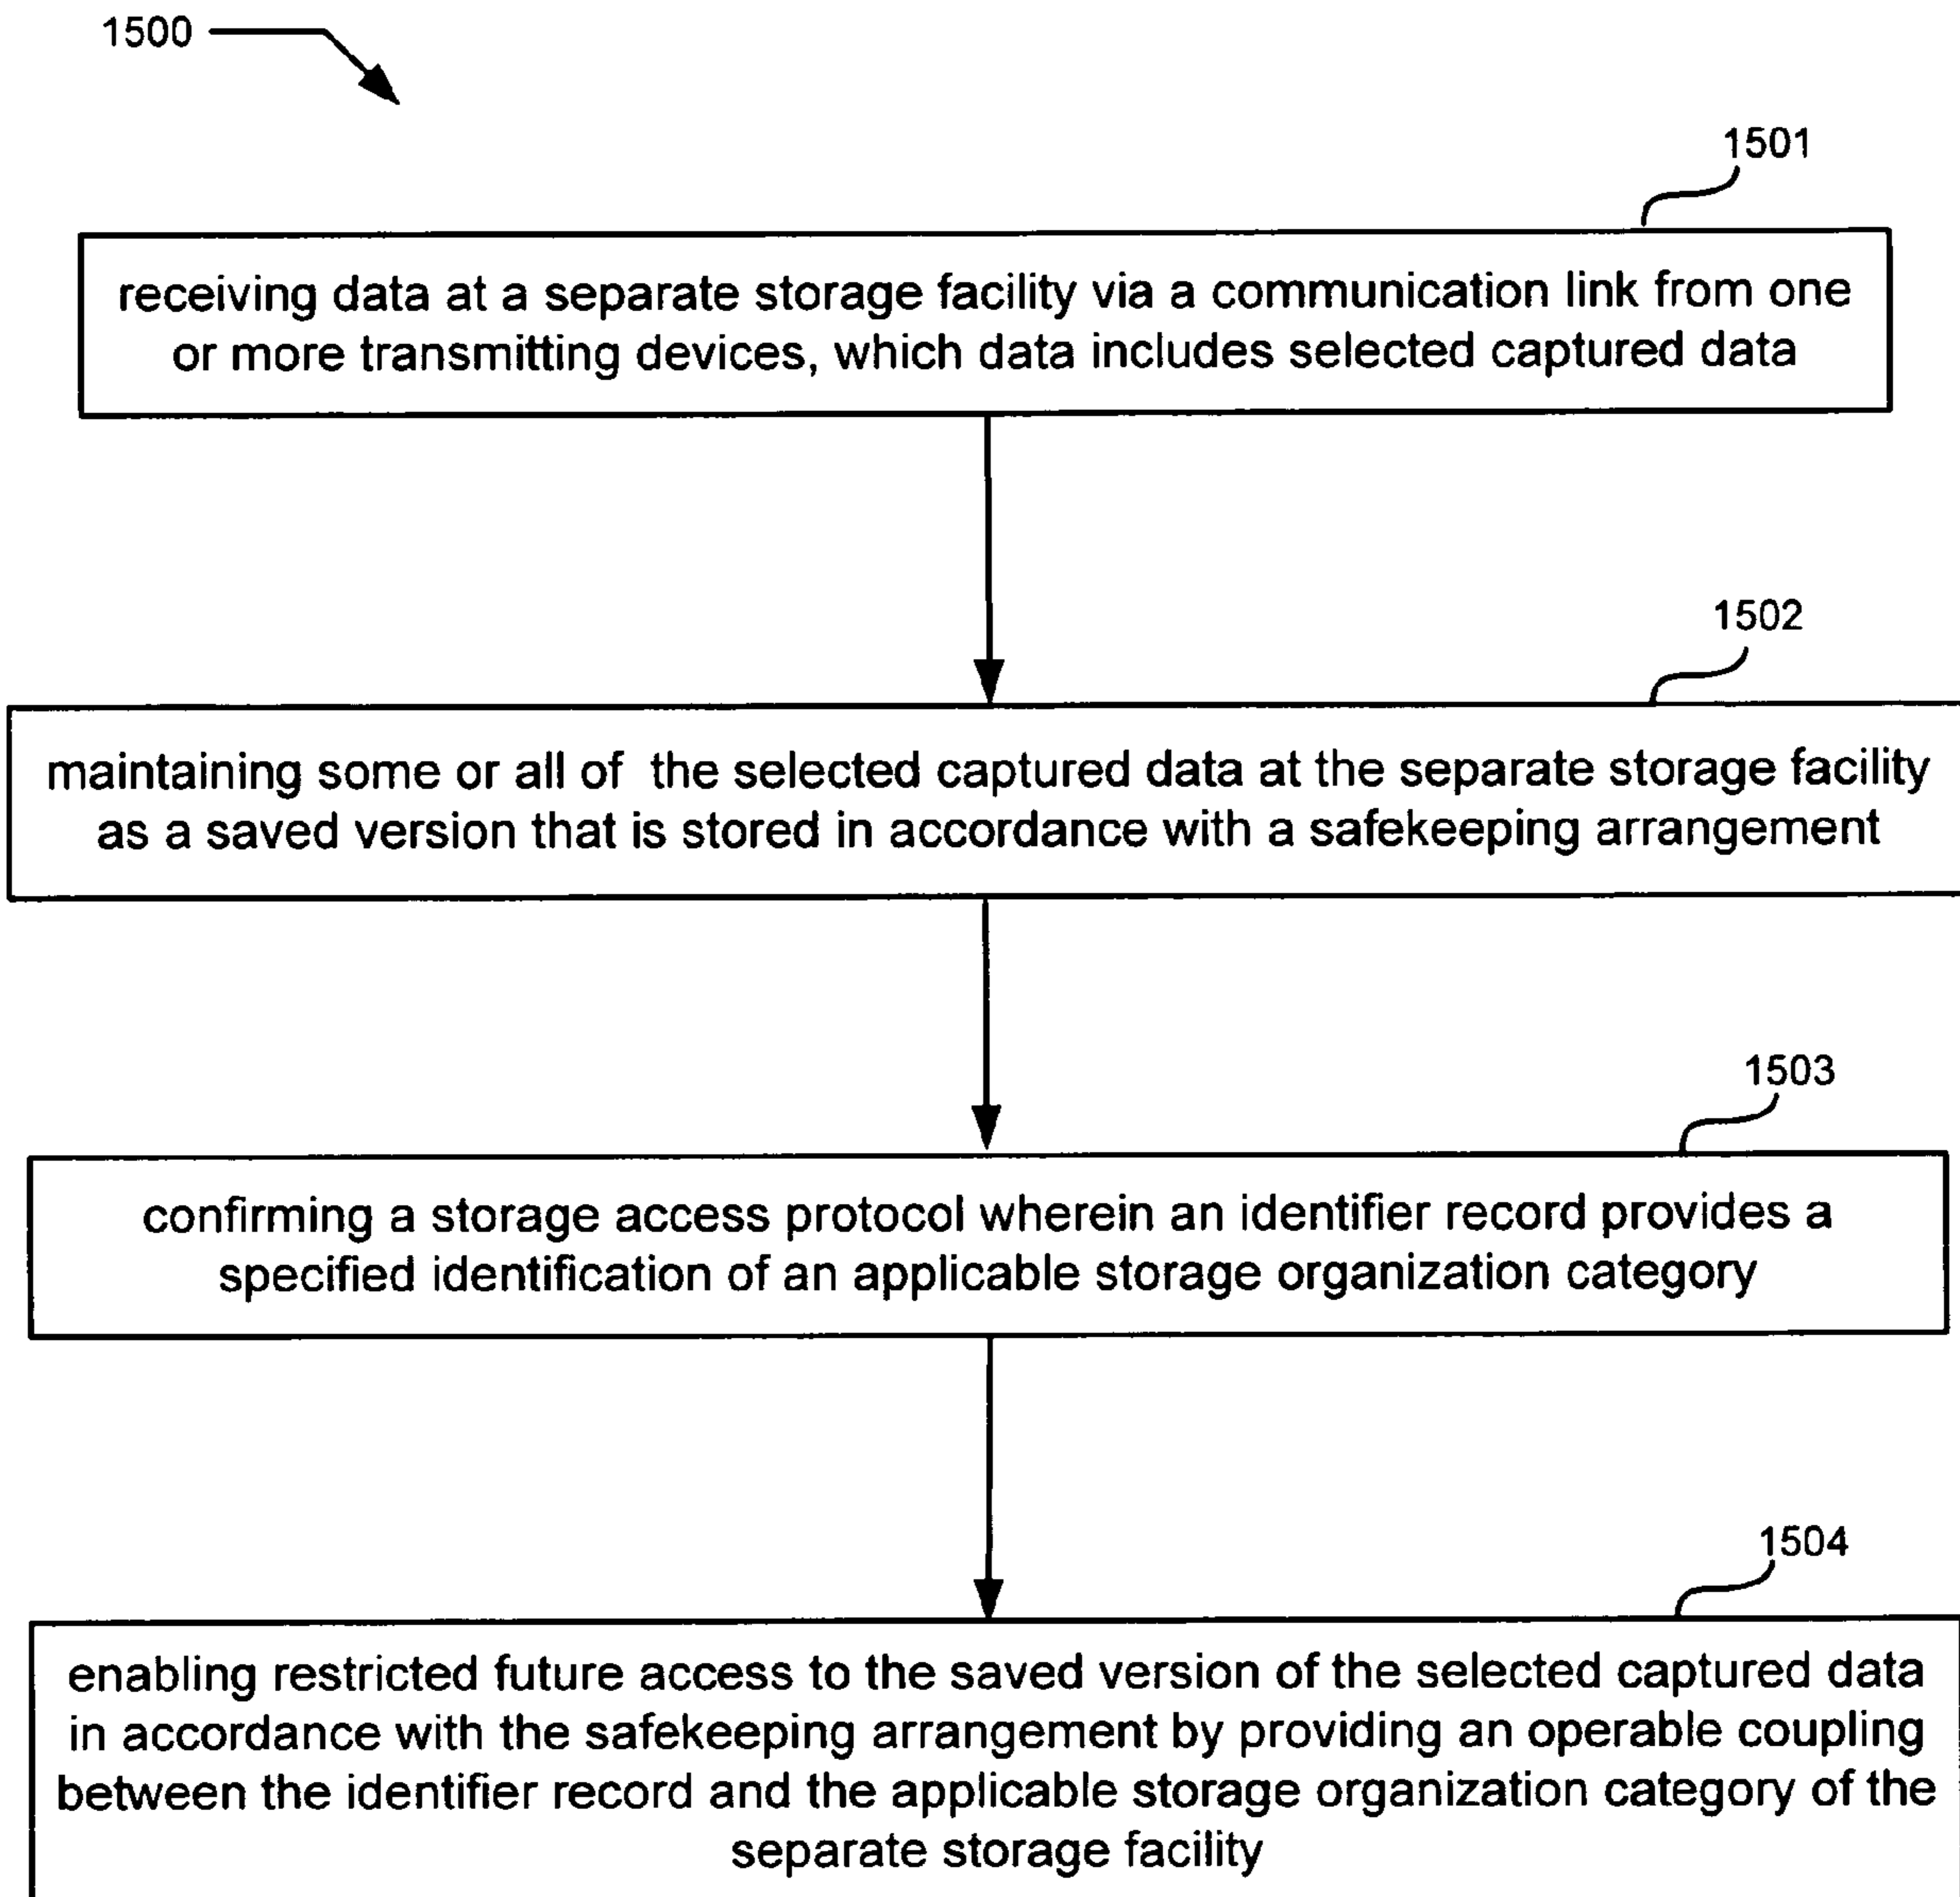 1500
1501
receiving data at a separate storage facility via a communication link from one
or more transmitting devices, which data includes selected captured data
1502
maintaining some or all of the selected captured data at the separate storage facility
as a saved version that is stored in accordance with a safekeeping arrangement
1503
confirming a storage access protocol wherein an identifier record provides a
specified identification of an applicable storage organization category
1504
enabling restricted future access to the saved version of the selected captured data
in accordance with the safekeeping arrangement by providing an operable coupling
between the identifier record and the applicable storage organization category of the
separate storage facility